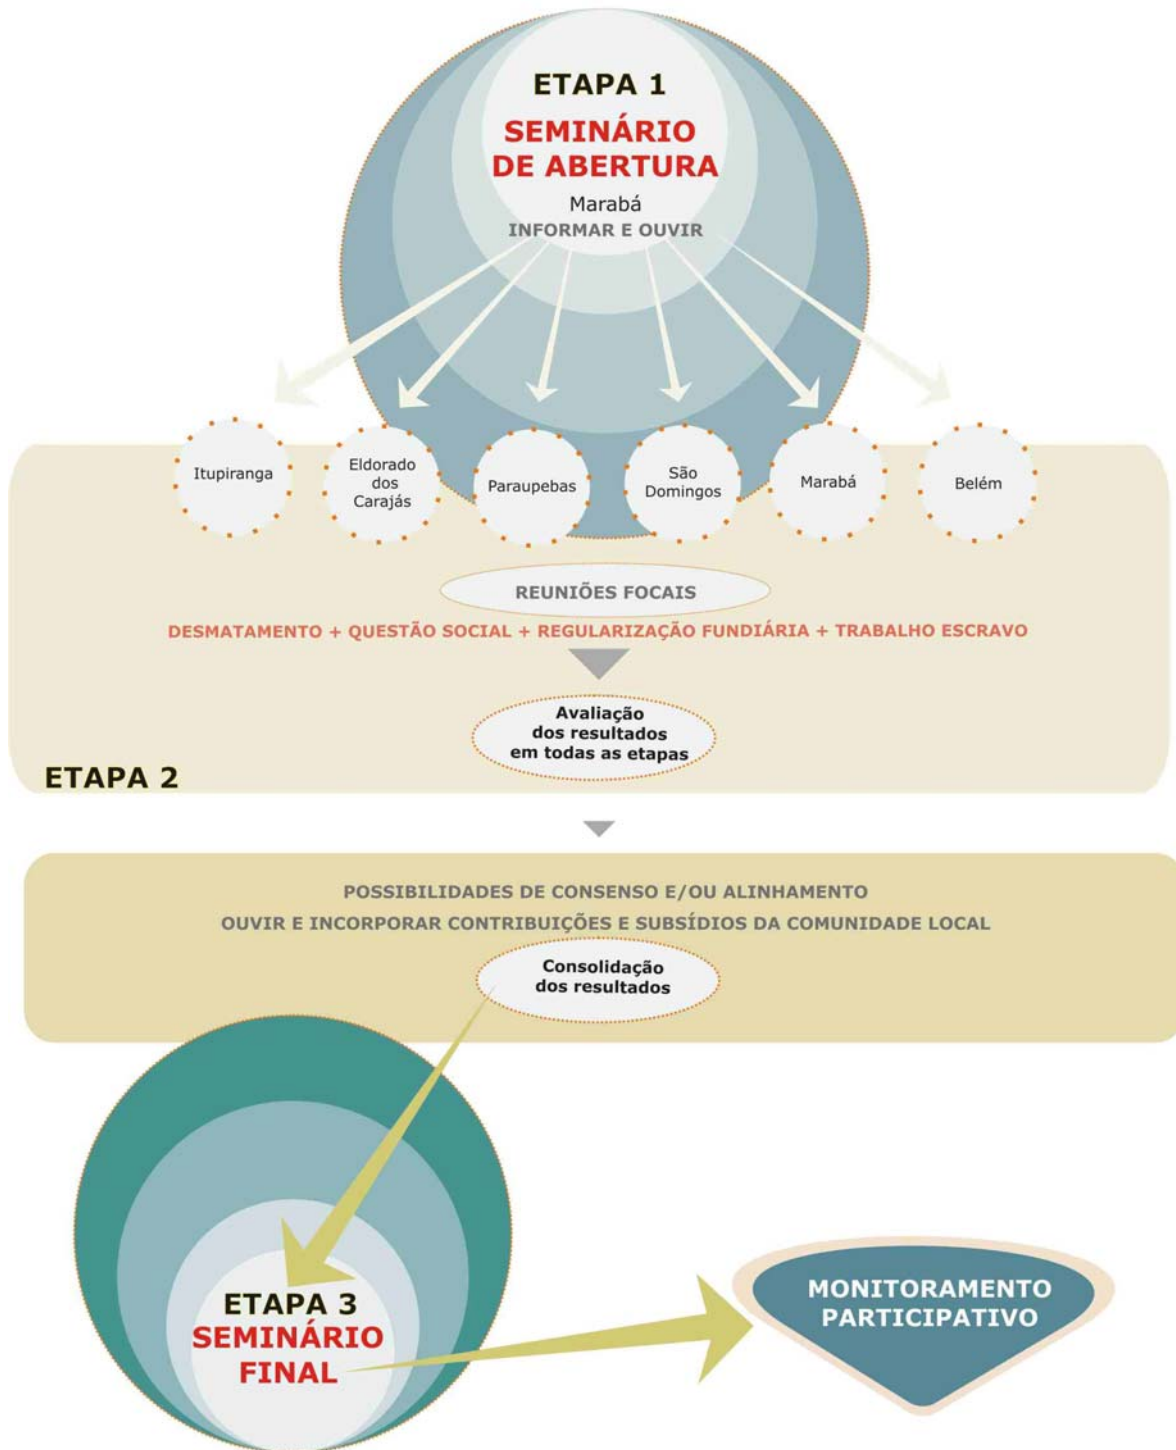 ETAPA 1
SEMINÁRIO
DE ABERTURA
Marabá
INFORMAR E OUVIR
Itupiranga
Eldorado
dos
Carajás
Paraupebas
São
Domingos
Marabá
Belém
REUNIÕES FOCAIS
DESMATAMENTO + QUESTÃO SOCIAL + REGULARIZAÇÃO FUNDIÁRIA + TRABALHO ESCRAVO
Avaliação
dos resultados
em todas as etapas
ETAPA 2
POSSIBILIDADES DE CONSENSO E/OU ALINHAMENTO
OUVIR E INCORPORAR CONTRIBUIÇÕES E SUBSÍDIOS DA COMUNIDADE LOCAL
Consolidação
dos resultados
ETAPA 3
SEMINÁRIO
FINAL
MONITORAMENTO
PARTICIPATIVO